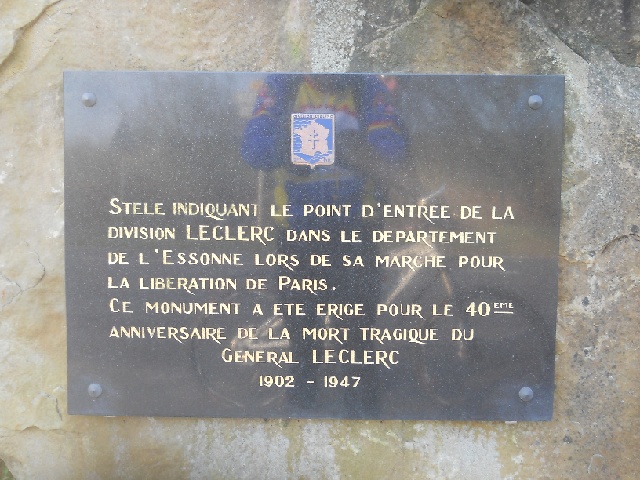 STELE INDIQUANT LE POINT D'ENTREE DE LA
DIVISION LECLERC DANS LE DEPARTEMENT
DE L'ESSONNE LORS DE SA MARCHE POUR
LA LIBERATION DE PARIS.
CE MONUMENT A ETE ERIGE POUR LE 40EME
ANNIVERSAIRE DE LA MORT TRAGIQUE DU
GENERAL LECLERC
1902 - 1947